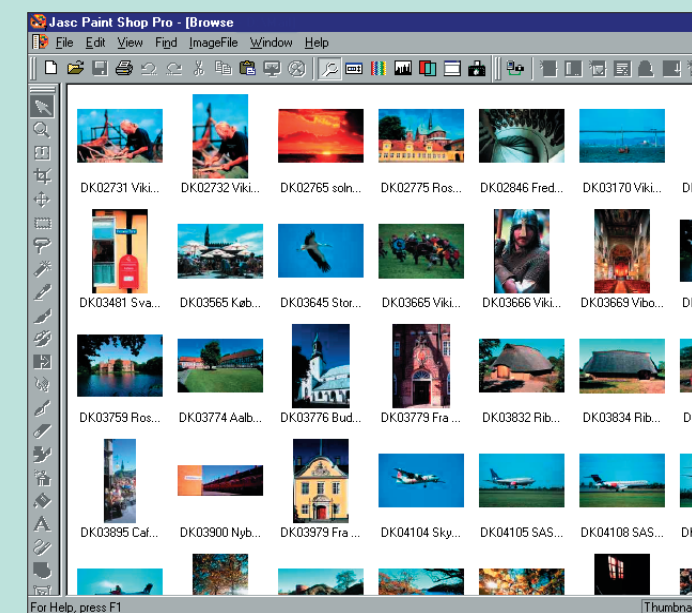 Jasc Paint Shop Pro - [Browse
File Edit View Find ImageFile Window Help
DK02731 Viki... DK02732 Viki... DK02765 soln... DK02775 Ros... DK02846 Fred... DK03170 Viki...
DK03481 Sva... DK03565 Køb... DK03645 Stor... DK03665 Viki... DK03666 Viki... DK03669 Vibo...
DK03759 Ros... DK03774 Aalb... DK03776 Bud... DK03779 Fra ... DK03832 Rib... DK03834 Rib...
DK03895 Caf... DK03900 Nyb... DK03979 Fra ... DK04104 Sky... DK04105 SAS... DK04108 SAS...
For Help, press F1 Thumbna